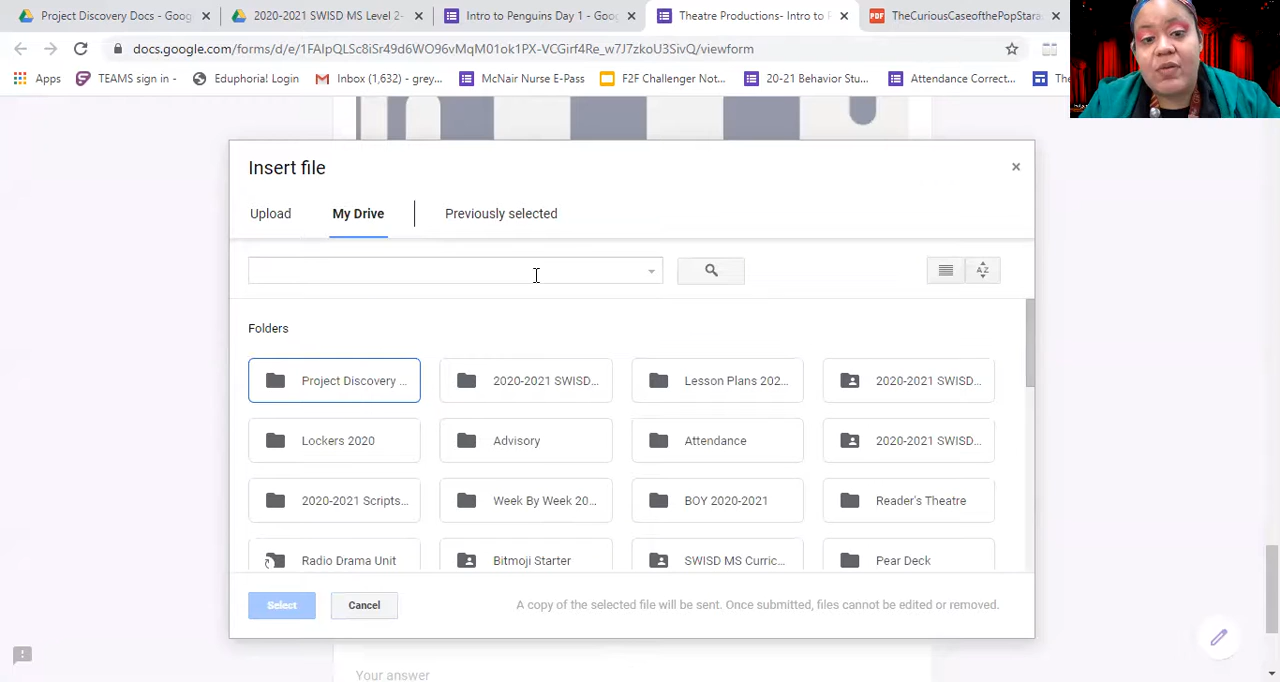 Project Discovery Docs - Goog
2020-2021 SWISD MS Level 2-
Intro to Penguins Day 1 - Goog
Theatre Productions- Intro to P
PDF
TheCuriousCaseofthePopStara
docs.google.com/forms/d/e/1FAIpQLSc8iSr49d6WO96vMqM01ok1PX-VCGirf4Re_w7J7zkoU3SivQ/viewform
Apps
TEAMS sign in -
Eduphorial Login
Inbox (1,632) - grey,...
McNair Nurse E-Pass
F2F Challenger Not...
20-21 Behavior Stu...
Attendance Correct...
The
Insert file
Upload
My Drive
Previously selected
AZ
Folders
Project Discovery ...
2020-2021 SWISD...
Lesson Plans 202...
2020-2021 SWISD...
Lockers 2020
Advisory
Attendance
2020-2021 SWISD...
2020-2021 Scripts...
Week By Week 20...
BOY 2020-2021
Reader's Theatre
Radio Drama Unit
Bitmoji Starter
SWISD MS Curric...
Pear Deck
Select
Cancel
A copy of the selected file will be sent. Once submitted, files cannot be edited or removed.
Your answer